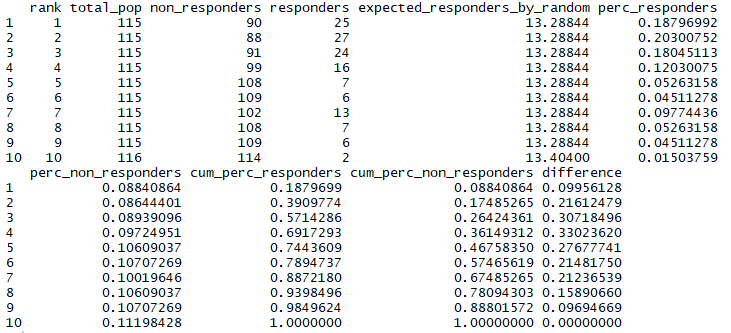 rank total_pop non_responders responders expected_responders_by_random perc_responders
1 1 115 90 25 13.28844 0.18796992
2 2 115 88 27 13.28844 0.20300752
3 3 115 91 24 13.28844 0.18045113
4 4 115 99 16 13.28844 0.12030075
5 5 115 108 7 13.28844 0.05263158
6 6 115 109 6 13.28844 0.04511278
7 7 115 102 13 13.28844 0.09774436
8 8 115 108 7 13.28844 0.05263158
9 9 115 109 6 13.28844 0.04511278
10 10 116 114 2 13.40400 0.01503759
perc_non_responders cum_perc_responders cum_perc_non_responders difference
1 0.08840864 0.1879699 0.08840864 0.09956128
2 0.08644401 0.3909774 0.17485265 0.21612479
3 0.08939096 0.5714286 0.26424361 0.30718496
4 0.09724951 0.6917293 0.36149312 0.33023620
5 0.10609037 0.7443609 0.46758350 0.27677741
6 0.10707269 0.7894737 0.57465619 0.21481750
7 0.10019646 0.8872180 0.67485265 0.21236539
8 0.10609037 0.9398496 0.78094303 0.15890660
9 0.10707269 0.9849624 0.88801572 0.09694669
10 0.11198428 1.0000000 1.00000000 0.00000000